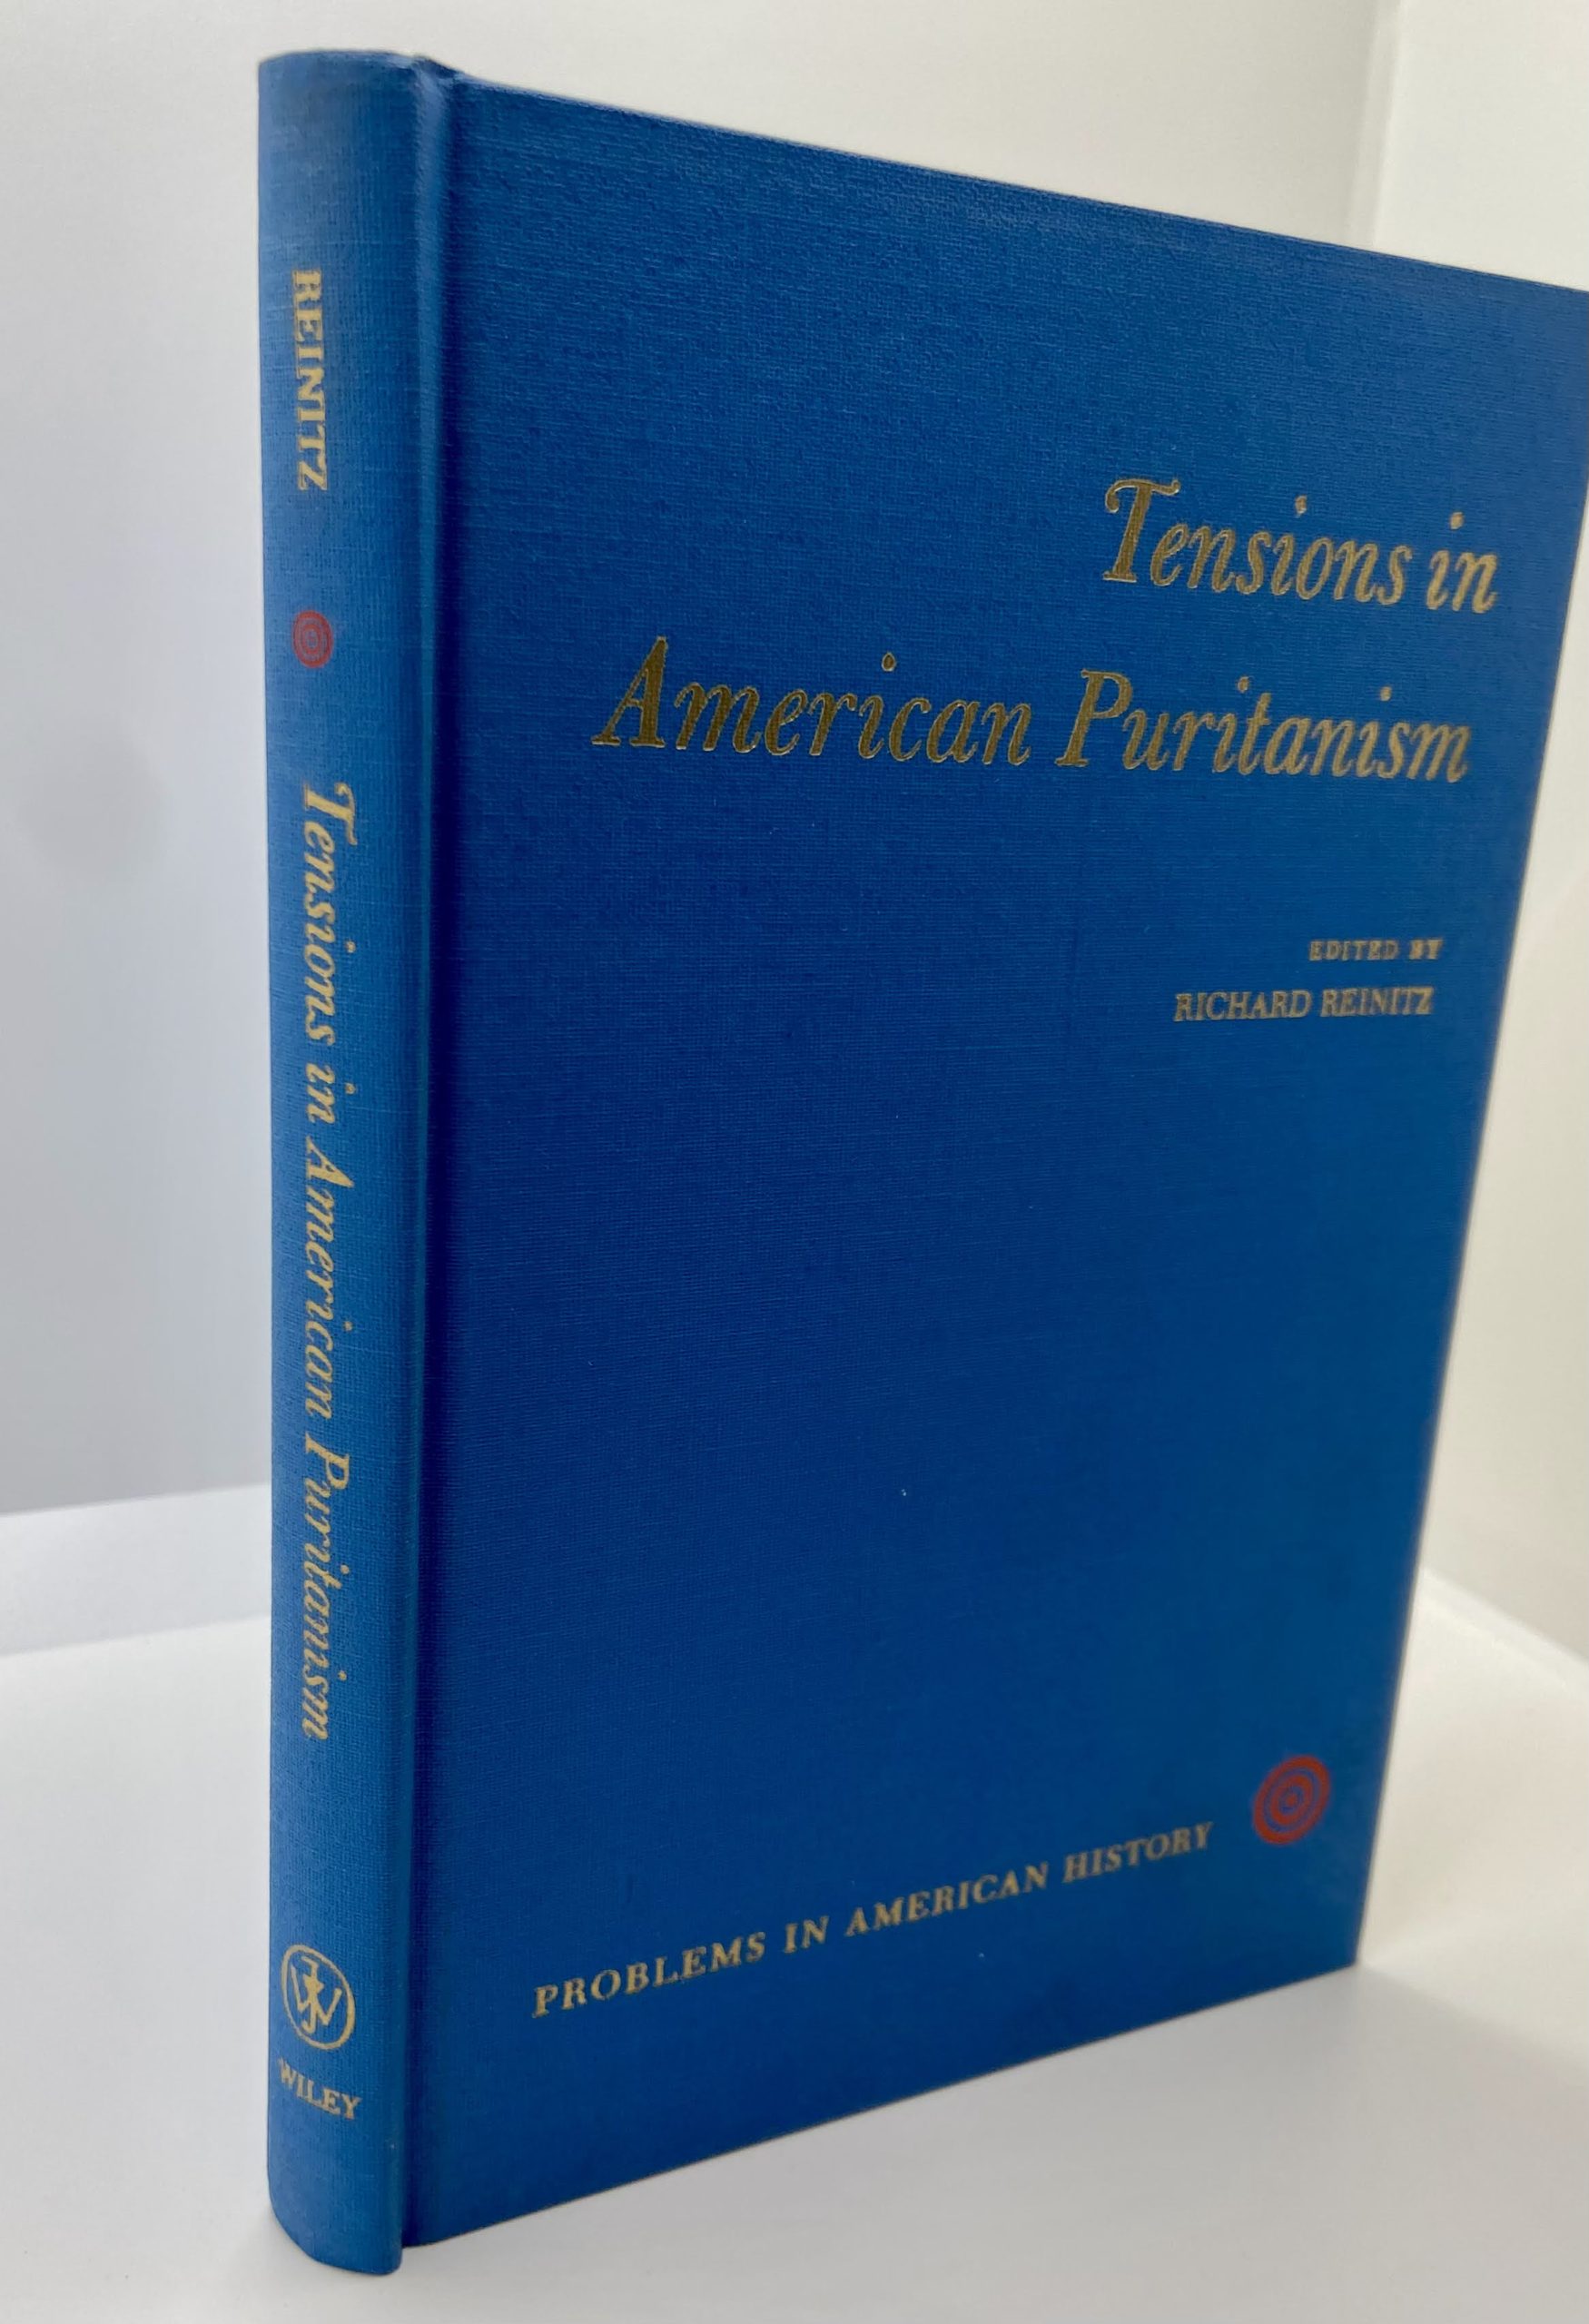 REINITZ
Tensions in American Puritanism
WILEY
Tensions in
American Puritanism
EDITED BY
RICHARD REINITZ
PROBLEMS IN AMERICAN HISTORY